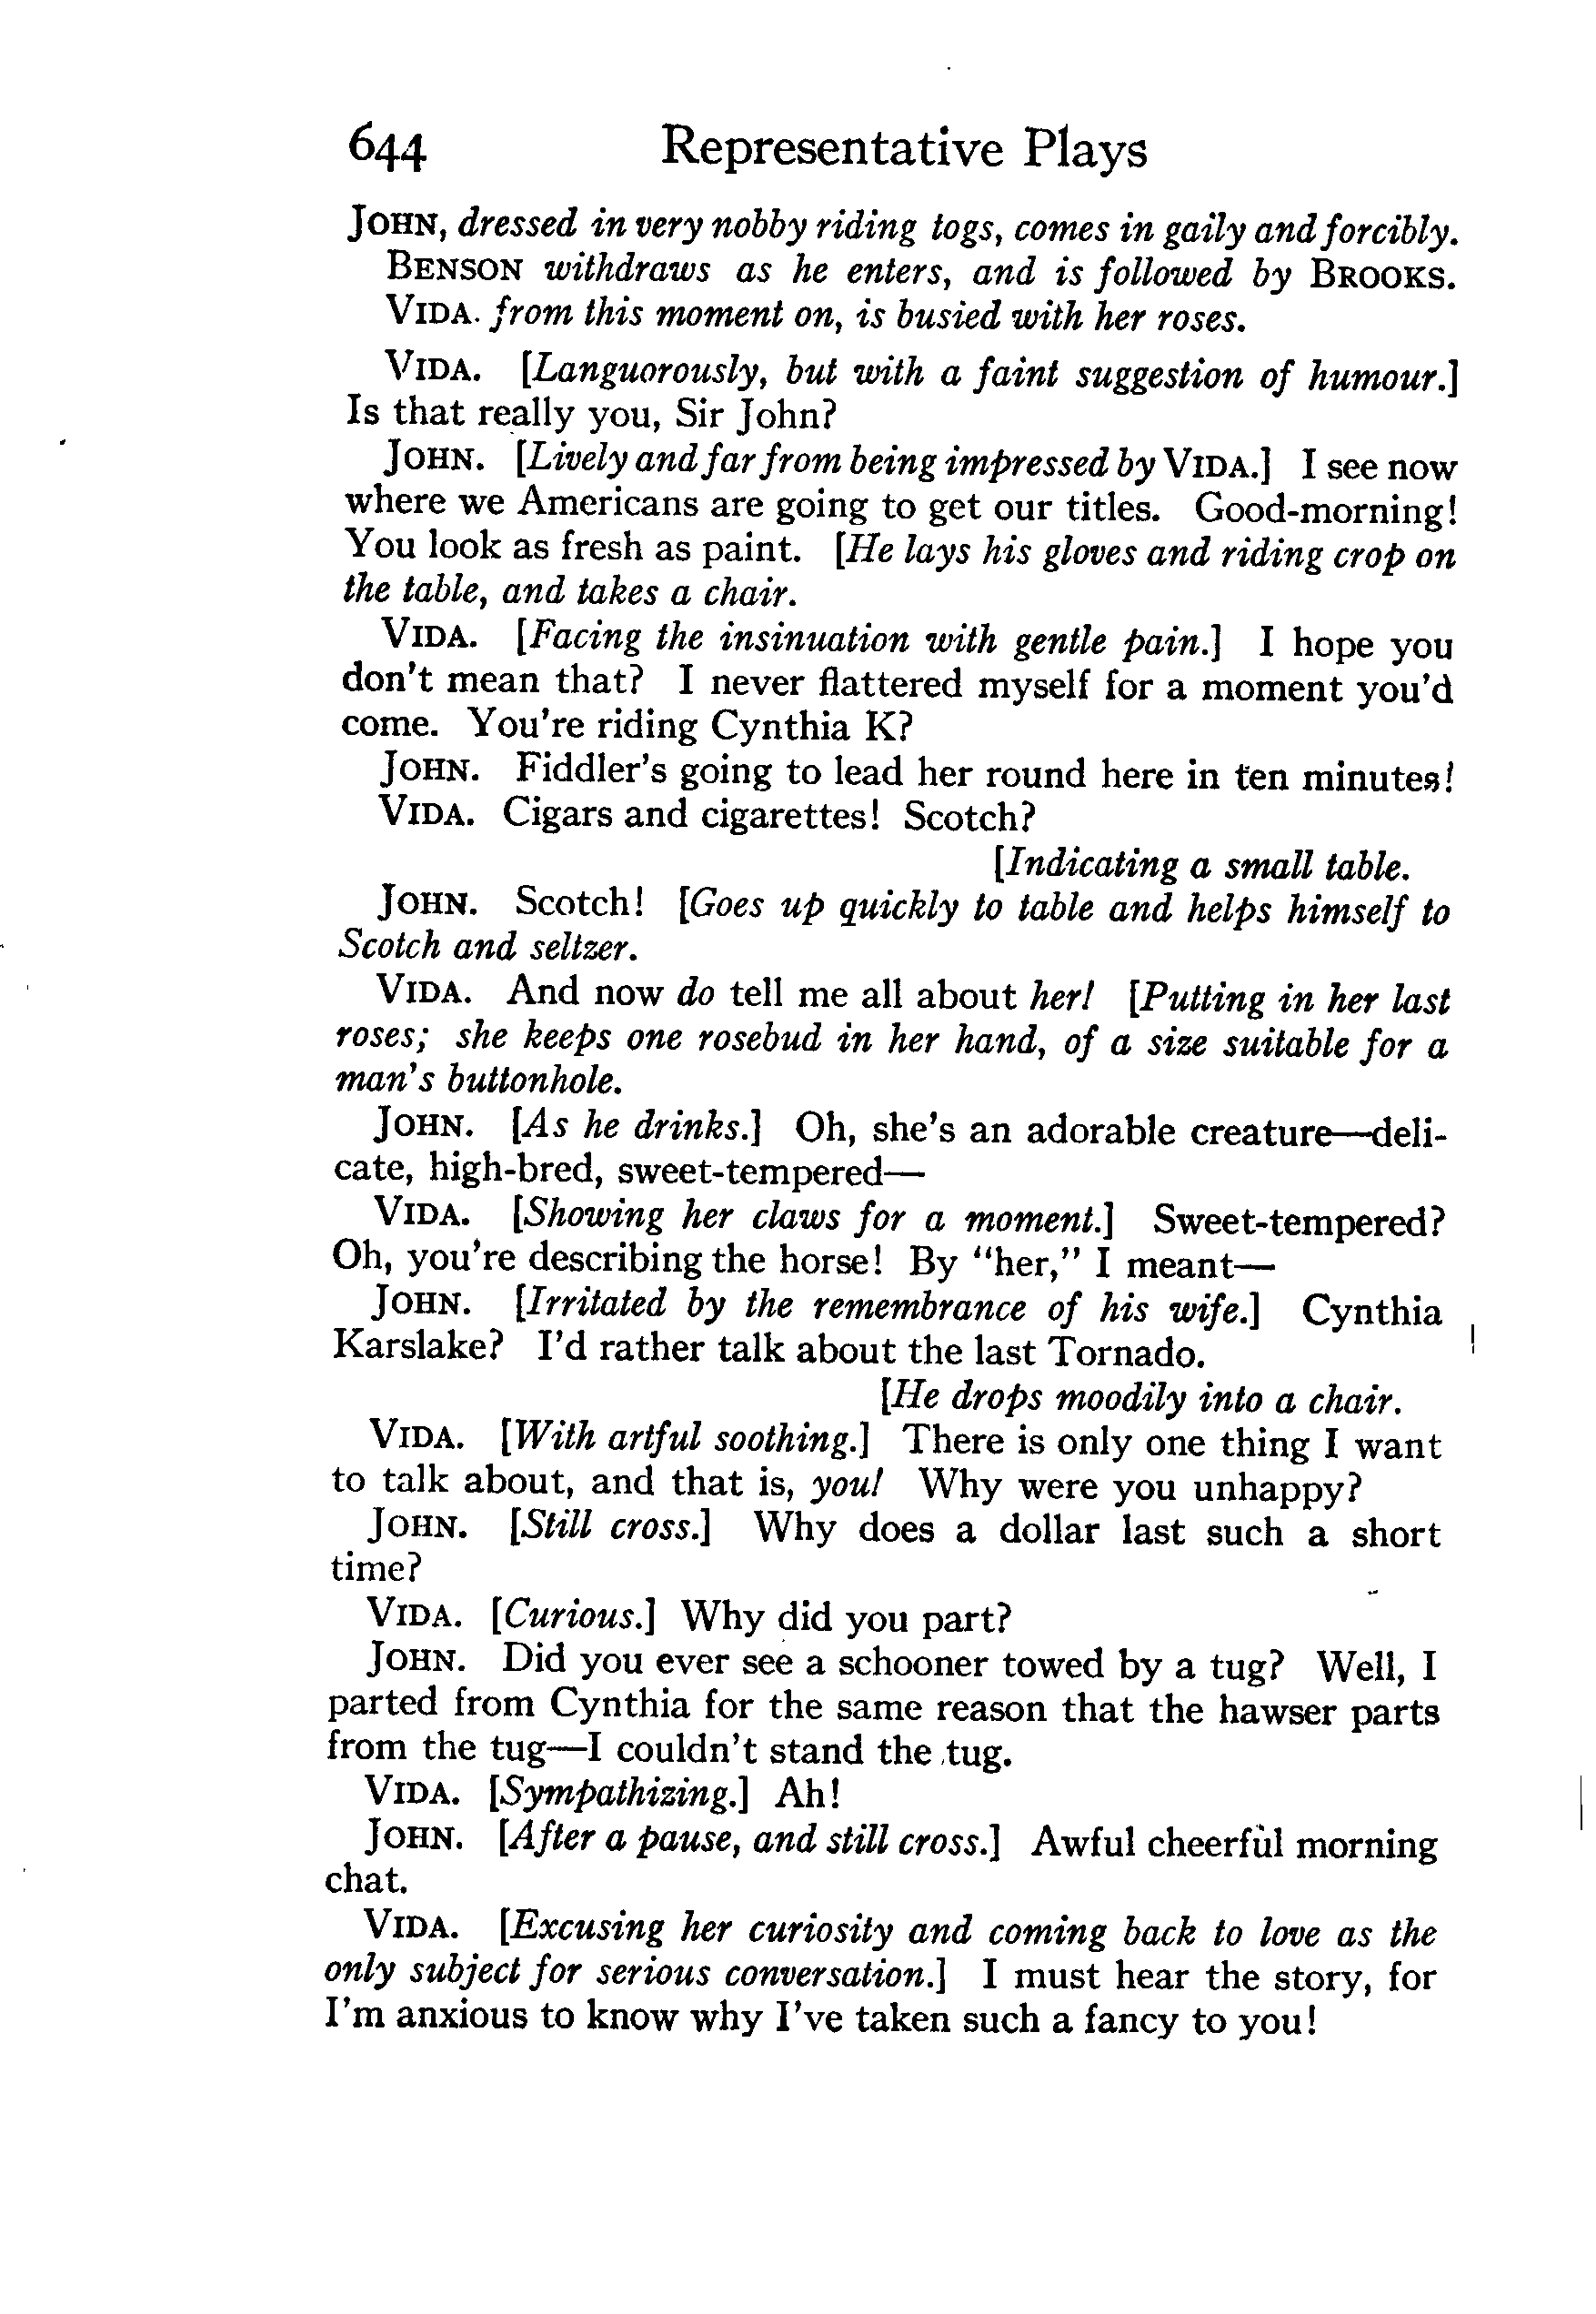 644 Representative Plays
JOHN, dressed in very nobby riding togs, comes in gaily and forcibly.
BENSON withdraws as he enters, and is followed by BROOKS.
VIDA. from this moment on, is busied with her roses.
VIDA. [Languorously, but with a faint suggestion of humour.]
Is that really you, Sir John?
JOHN. [Lively and far from being impressed by VIDA.] I see now
where we Americans are going to get our titles. Good-morning!
You look as fresh as paint. [He lays his gloves and riding crop on
the table, and takes a chair.
VIDA. [Facing the insinuation with gentle pain.] I hope you
don't mean that? I never flattered myself for a moment you'd
come. You're riding Cynthia K?
JOHN. Fiddler's going to lead her round here in ten minutes!
VIDA. Cigars and cigarettes! Scotch?
[Indicating a small table.
JOHN. Scotch! [Goes up quickly to table and helps himself to
Scotch and seltzer.
VIDA. And now do tell me all about her! [Putting in her last
roses; she keeps one rosebud in her hand, of a size suitable for a
man's buttonhole.
JOHN. [As he drinks.] Oh, she's an adorable creature—deli-
cate, high-bred, sweet-tempered—
VIDA. [Showing her claws for a moment.] Sweet-tempered?
Oh, you're describing the horse! By "her," I meant—
JOHN. [Irritated by the remembrance of his wife.] Cynthia
Karslake? I'd rather talk about the last Tornado.
[He drops moodily into a chair.
VIDA. [With artful soothing.] There is only one thing I want
to talk about, and that is, you! Why were you unhappy?
JOHN. [Still cross.] Why does a dollar last such a short
time?
VIDA. [Curious.] Why did you part?
JOHN. Did you ever see a schooner towed by a tug? Well, I
parted from Cynthia for the same reason that the hawser parts
from the tug—I couldn't stand the tug.
VIDA. [Sympathizing.] Ah!
JOHN. [After a pause, and still cross.] Awful cheerful morning
chat.
VIDA. [Excusing her curiosity and coming back to love as the
only subject for serious conversation.] I must hear the story, for
I'm anxious to know why I've taken such a fancy to you!